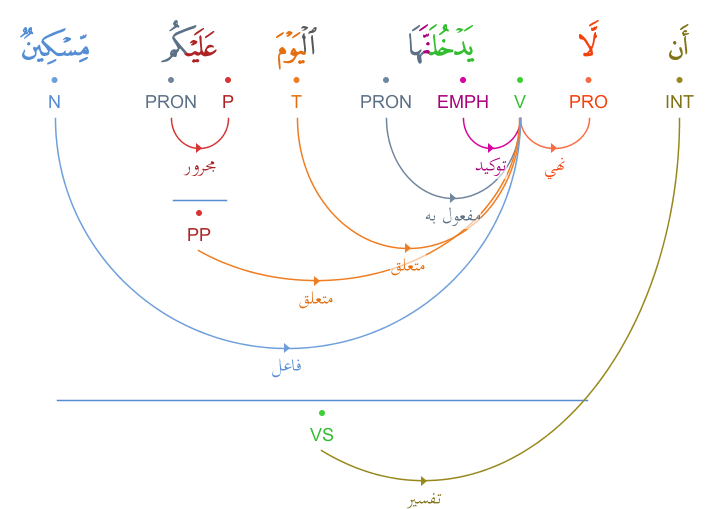 أَن لَّا يَدْخُلَنَّهَا ٱلْيَوْمَ عَلَيْكُم مِّسْكِينٌ
INT PRO V EMPH PRON T P PRON N
نهي توكيد مجرور
مفعول به
PP
متعلق
متعلق
فاعل
VS
تفسير